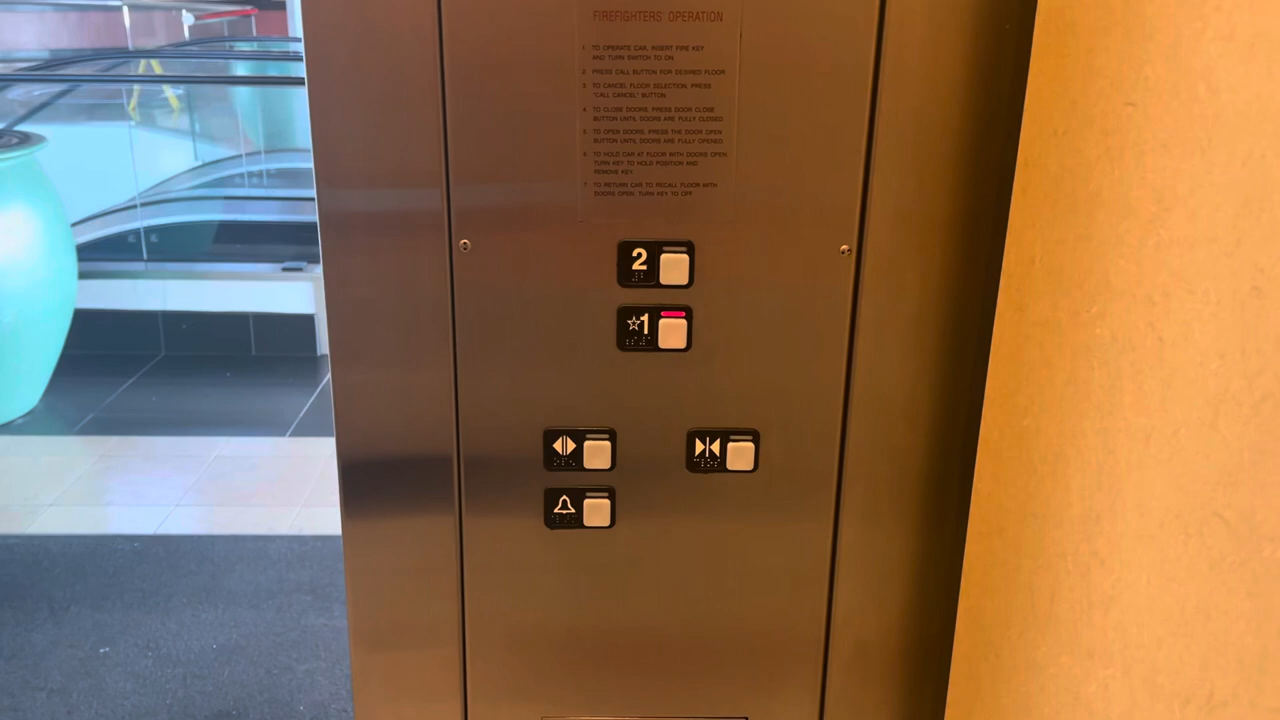 FIREFIGHTERS OPERATION
1. TO OPERATE CAR, INSERT FIRE KEY
AND TURN SWITCH TO ON
2. PRESS CALL BUTTON FOR DESIRED FLOOR
3. TO CANCEL FLOOR SELECTION, PRESS
"CALL CANCEL" BUTTON
4. TO CLOSE DOORS, PRESS DOOR CLOSE
BUTTON UNTIL DOORS ARE FULLY CLOSED
5. TO OPEN DOORS, PRESS THE DOOR OPEN
BUTTON UNTIL DOORS ARE FULLY OPENED
6. TO HOLD CAR AT FLOOR WITH DOORS OPEN,
TURN KEY TO HOLD POSITION AND
REMOVE KEY.
7. TO RETURN CAR TO RECALL FLOOR WITH
DOORS OPEN, TURN KEY TO OFF
2
☆1